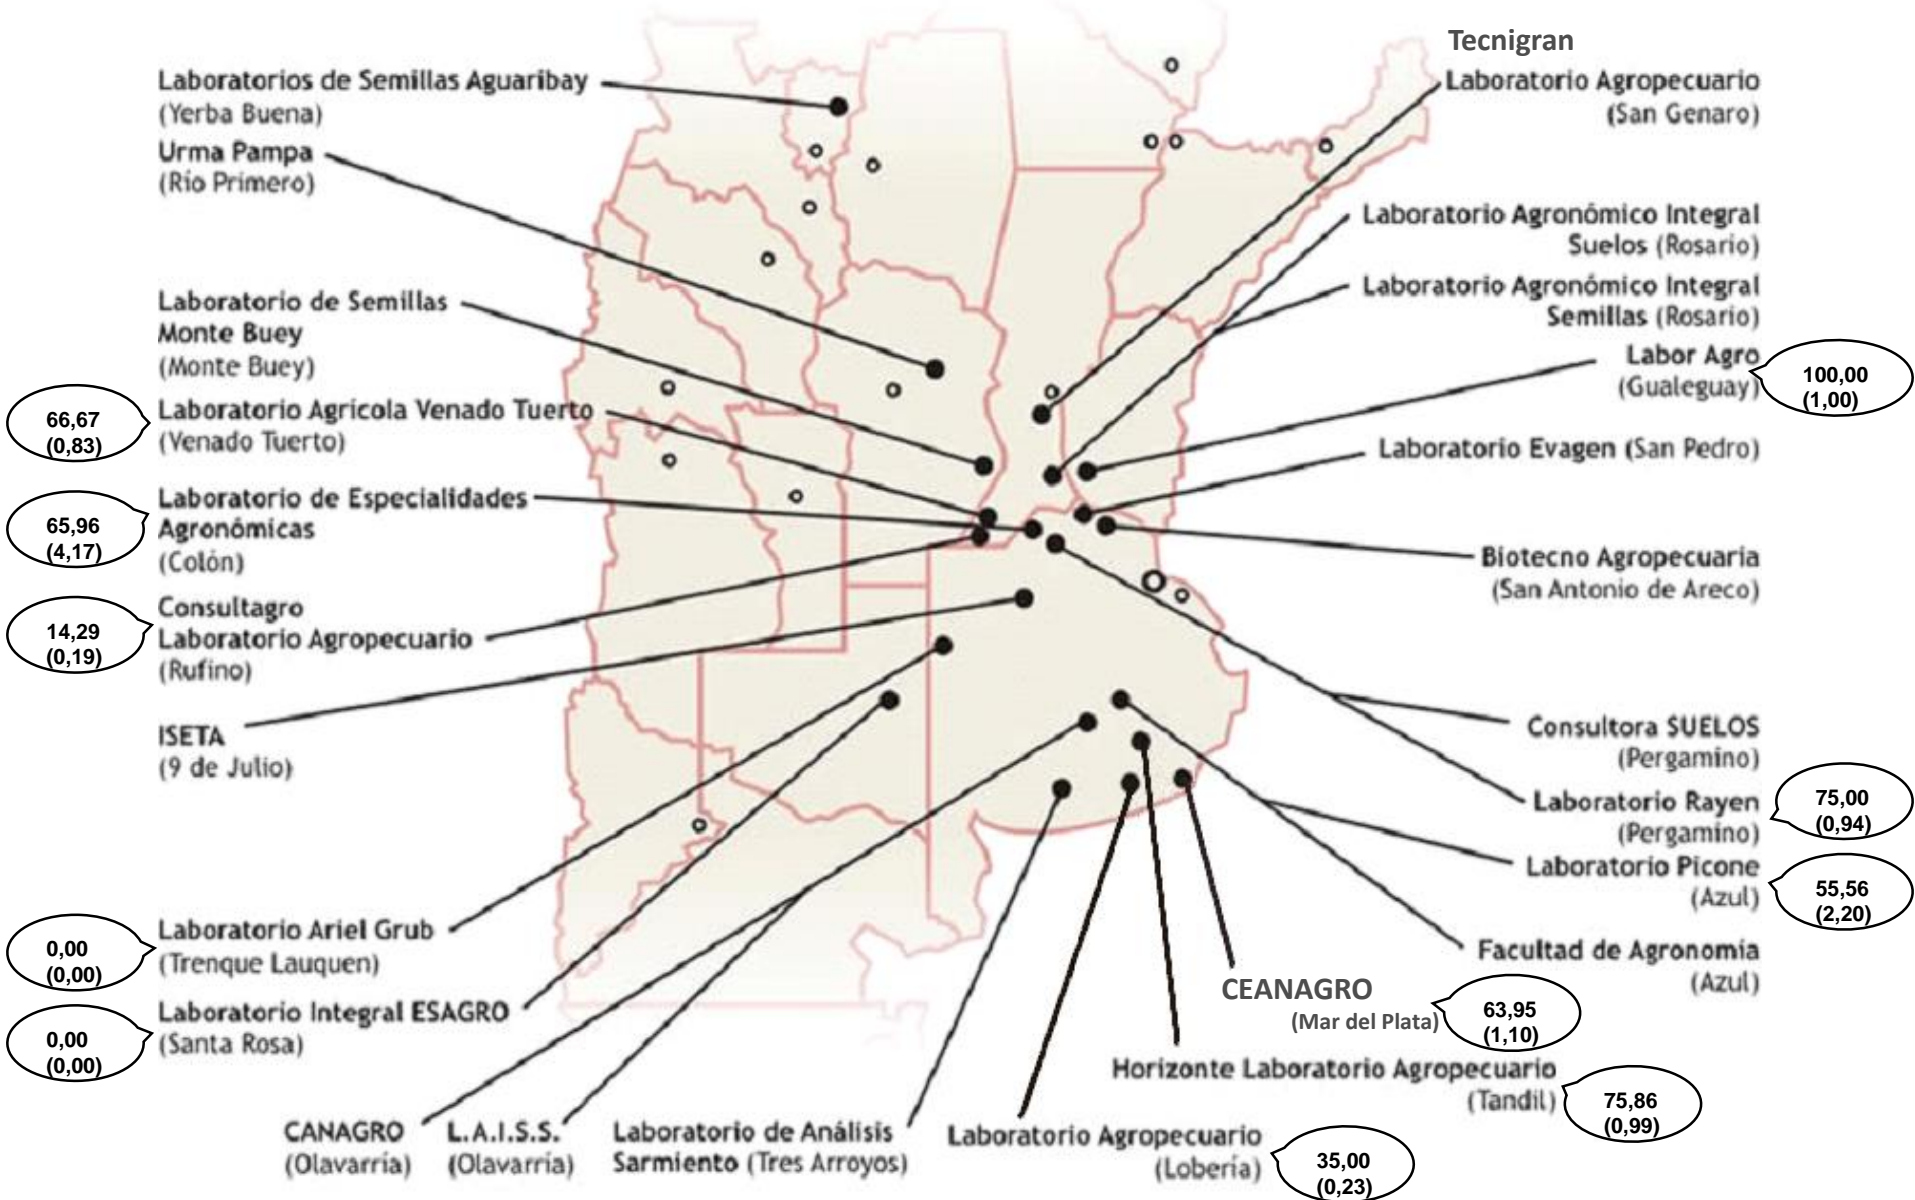 Laboratorios de Semillas Aguaribay
(Yerba Buena)
Urma Pampa
(Río Primero)
Laboratorio de Semillas
Monte Buey
(Monte Buey)
66,67
(0,83)
Laboratorio Agrícola Venado Tuerto
(Venado Tuerto)
65,96
(4,17)
Laboratorio de Especialidades
Agronómicas
(Colón)
14,29
(0,19)
Consultagro
Laboratorio Agropecuario
(Rufino)
ISETA
(9 de Julio)
0,00
(0,00)
Laboratorio Ariel Grub
(Trenque Lauquen)
0,00
(0,00)
Laboratorio Integral ESAGRO
(Santa Rosa)
CANAGRO
(Olavarría)
L.A.I.S.S.
(Olavarría)
Laboratorio de Análisis
Sarmiento (Tres Arroyos)
Laboratorio Agropecuario
(Lobería)
35,00
(0,23)
Horizonte Laboratorio Agropecuario
(Tandil)
75,86
(0,99)
CEANAGRO
(Mar del Plata)
63,95
(1,10)
Tecnigran
Laboratorio Agropecuario
(San Genaro)
Laboratorio Agronómico Integral
Suelos (Rosario)
Laboratorio Agronómico Integral
Semillas (Rosario)
Labor Agro
(Gualeguay)
100,00
(1,00)
Laboratorio Evagen (San Pedro)
Biotecno Agropecuaria
(San Antonio de Areco)
Consultora SUELOS
(Pergamino)
Laboratorio Rayen
(Pergamino)
75,00
(0,94)
Laboratorio Picone
(Azul)
55,56
(2,20)
Facultad de Agronomía
(Azul)